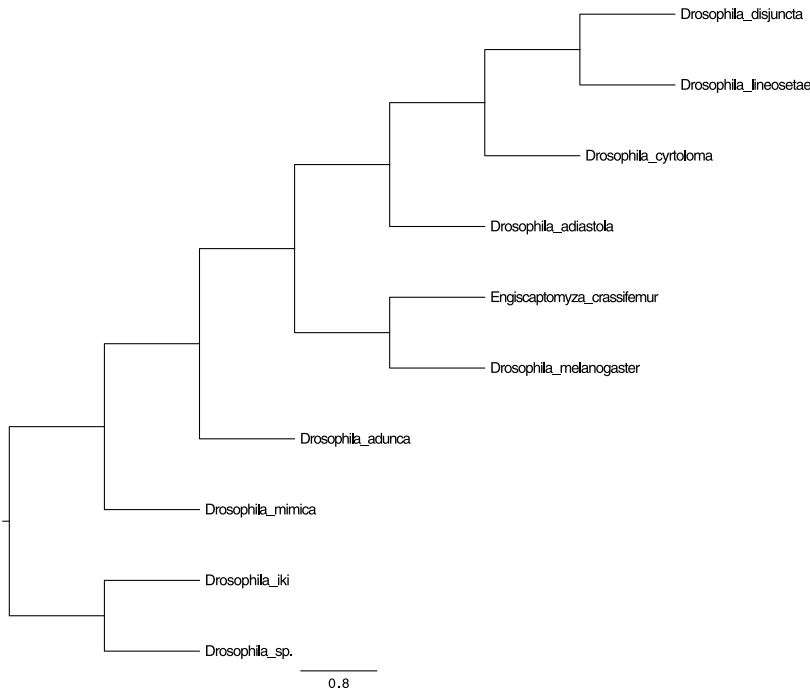 Drosophila_disjuncta
Drosophila_lineosetae
Drosophila_cyrtoloma
Drosophila_adiastola
Engiscaptomyza_crassifemur
Drosophila_melanogaster
Drosophila_adunca
Drosophila_mimica
Drosophila_iki
Drosophila_sp.
0.8